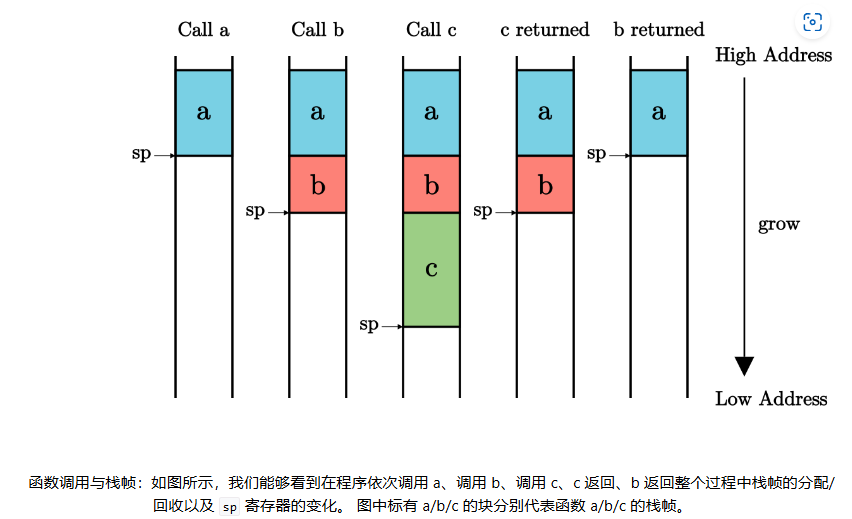 Call a
Call b
Call c
c returned
b returned
High Address
a
a
a
a
a
sp
sp
b
b
b
sp
sp
sp
grow
c
Low Address
函数调用与栈帧：如图所示，我们能够看到在程序依次调用 a、调用 b、调用 c、c 返回、b 返回整个过程中栈帧的分配/
回收以及 sp 寄存器的变化。 图中标有 a/b/c 的块分别代表函数 a/b/c 的栈帧。